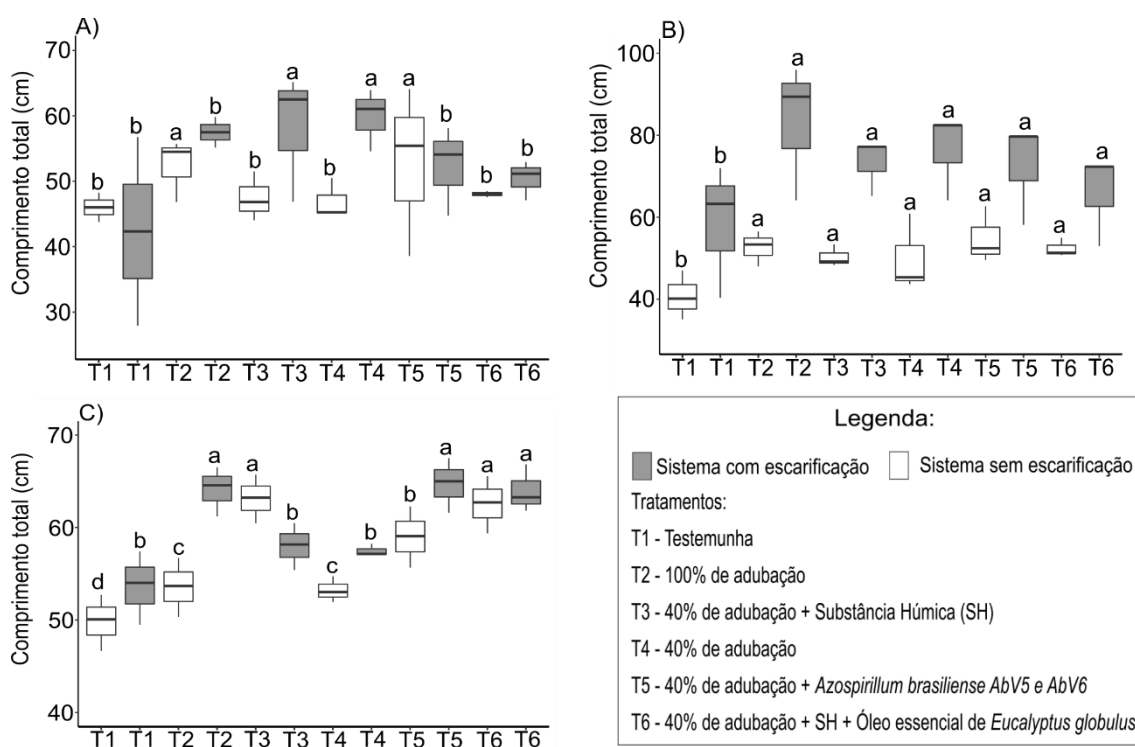 A)
Comprimento total (cm)
70
60
50
40
30
b
b
a
b
b
a
b
a
a
b
b
b
T1 T1 T2 T2 T3 T3 T4 T4 T5 T5 T6 T6
B)
Comprimento total (cm)
100
80
60
40
b
b
a
a
a
a
a
a
a
a
a
a
T1 T1 T2 T2 T3 T3 T4 T4 T5 T5 T6 T6
C)
Comprimento total (cm)
70
60
50
40
d
b
c
a
a
b
c
b
b
a
a
a
T1 T1 T2 T2 T3 T3 T4 T4 T5 T5 T6 T6
Legenda:
Sistema com escarificação Sistema sem escarificação
Tratamentos:
T1 - Testemunha
T2 - 100% de adubação
T3 - 40% de adubação + Substância Húmica (SH)
T4 - 40% de adubação
T5 - 40% de adubação + Azospirillum brasiliense AbV5 e AbV6
T6 - 40% de adubação + SH + Óleo essencial de Eucalyptus globulus